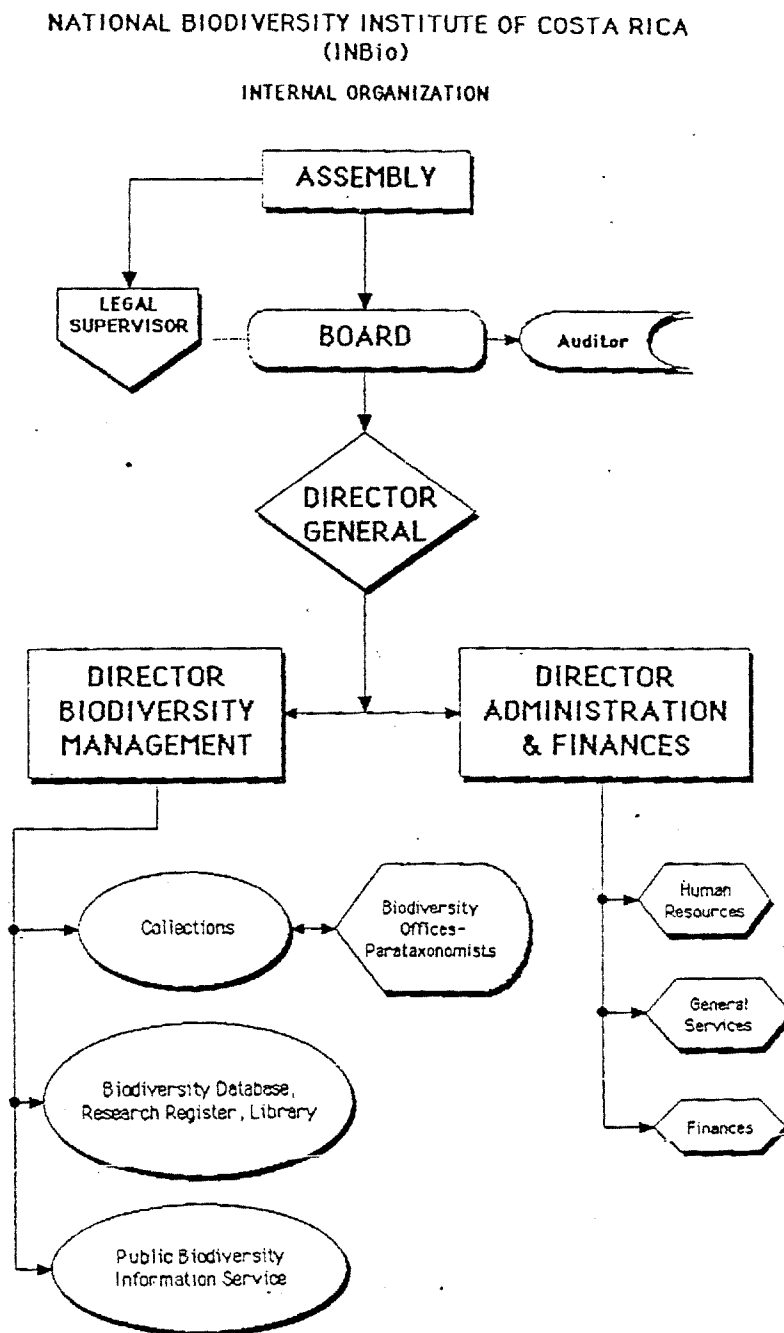 NATIONAL BIODIVERSITY INSTITUTE OF COSTA RICA
(INBio)
INTERNAL ORGANIZATION
ASSEMBLY
LEGAL
SUPERVISOR
BOARD
Auditor
DIRECTOR
GENERAL
DIRECTOR
BIODIVERSITY
MANAGEMENT
DIRECTOR
ADMINISTRATION
& FINANCES
Collections
Biodiversity
Offices-
Parataxonomists
Human
Resources
General
Services
Biodiversity Database,
Research Register, Library
Finances
Public Biodiversity
Information Service